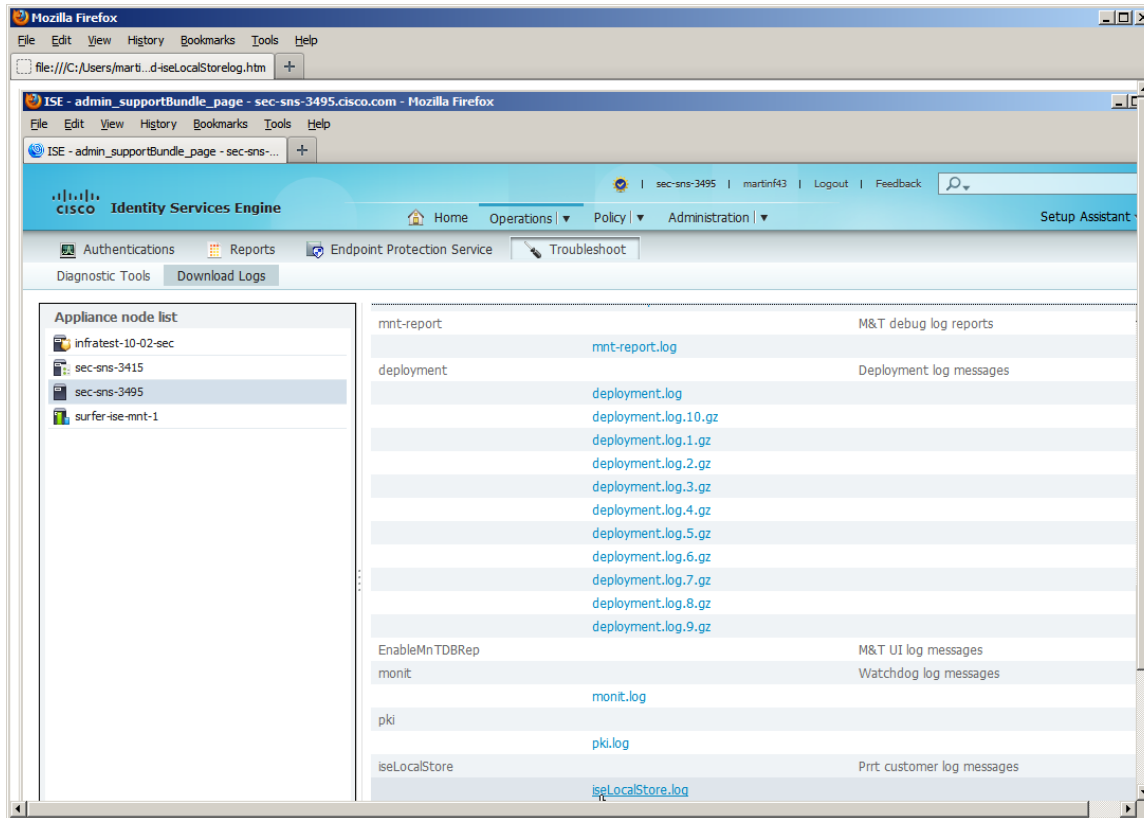 Mozilla Firefox
File Edit View History Bookmarks Tools Help
file:///C:/Users/marti...d-iseLocalStorelog.htm +
ISE - admin_supportBundle_page - sec-sns-3495.cisco.com - Mozilla Firefox
File Edit View History Bookmarks Tools Help
ISE - admin_supportBundle_page - sec-sns-... +
sec-sns-3495 | martinf43 | Logout | Feedback
CISCO Identity Services Engine
Home Operations | Policy | Administration | Setup Assistant
Authentications Reports Endpoint Protection Service Troubleshoot
Diagnostic Tools Download Logs
Appliance node list
infratest-10-02-sec
sec-sns-3415
sec-sns-3495
surfer-ise-mnt-1
mnt-report M&T debug log reports
mnt-report.log
deployment Deployment log messages
deployment.log
deployment.log.10.gz
deployment.log.1.gz
deployment.log.2.gz
deployment.log.3.gz
deployment.log.4.gz
deployment.log.5.gz
deployment.log.6.gz
deployment.log.7.gz
deployment.log.8.gz
deployment.log.9.gz
EnableMnTDBRep M&T UI log messages
monit Watchdog log messages
monit.log
pki
pki.log
iseLocalStore Prrt customer log messages
iseLocalStore.log